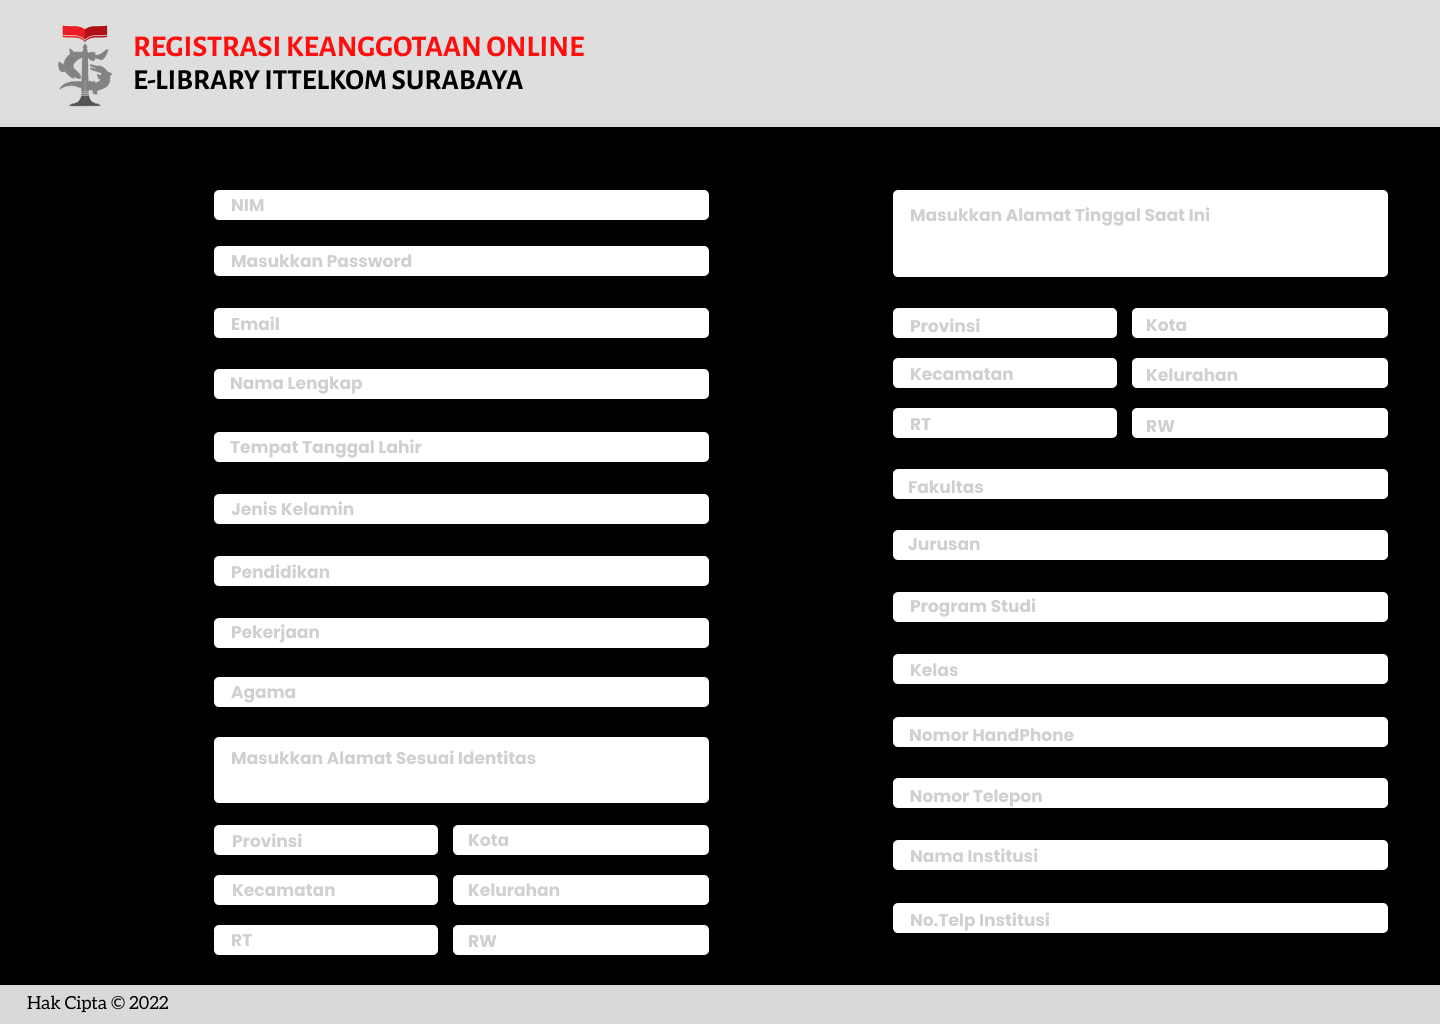 REGISTRASI KEANGGOTAAN ONLINE
E-LIBRARY ITTELKOM SURABAYA
NIM
Masukkan Password
Email
Nama Lengkap
Tempat Tanggal Lahir
Jenis Kelamin
Pendidikan
Pekerjaan
Agama
Masukkan Alamat Sesuai Identitas
Provinsi Kota
Kecamatan Kelurahan
RT RW
Masukkan Alamat Tinggal Saat Ini
Provinsi Kota
Kecamatan Kelurahan
RT RW
Fakultas
Jurusan
Program Studi
Kelas
Nomor HandPhone
Nomor Telepon
Nama Institusi
No.Telp Institusi
Hak Cipta © 2022